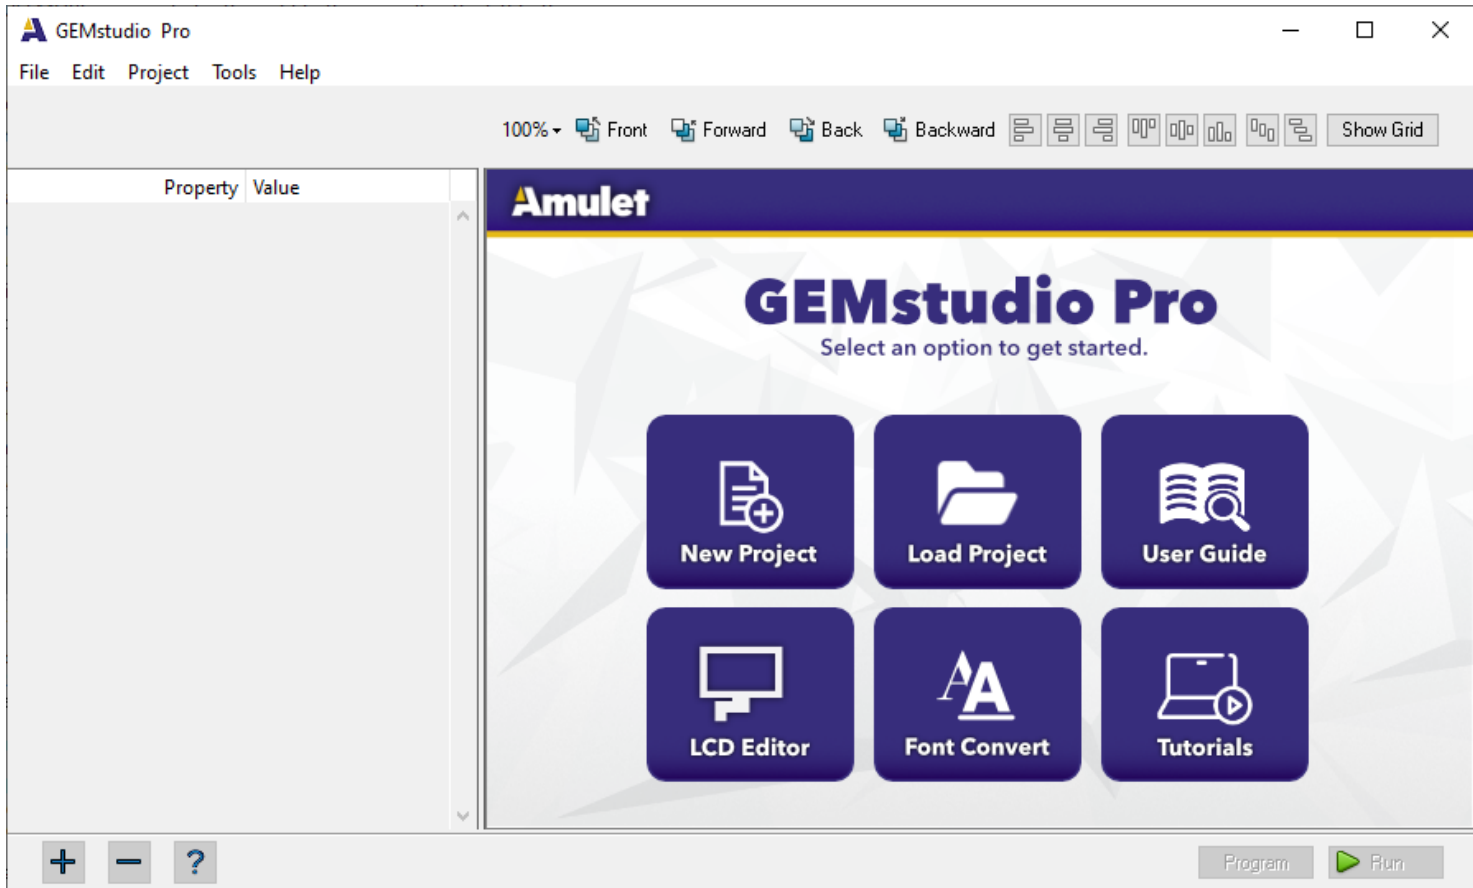 GEMstudio Pro
File Edit Project Tools Help
100% Front Forward Back Backward Show Grid
Property Value
Amulet
GEMstudio Pro
Select an option to get started.
New Project Load Project User Guide
LCD Editor Font Convert Tutorials
Program Run